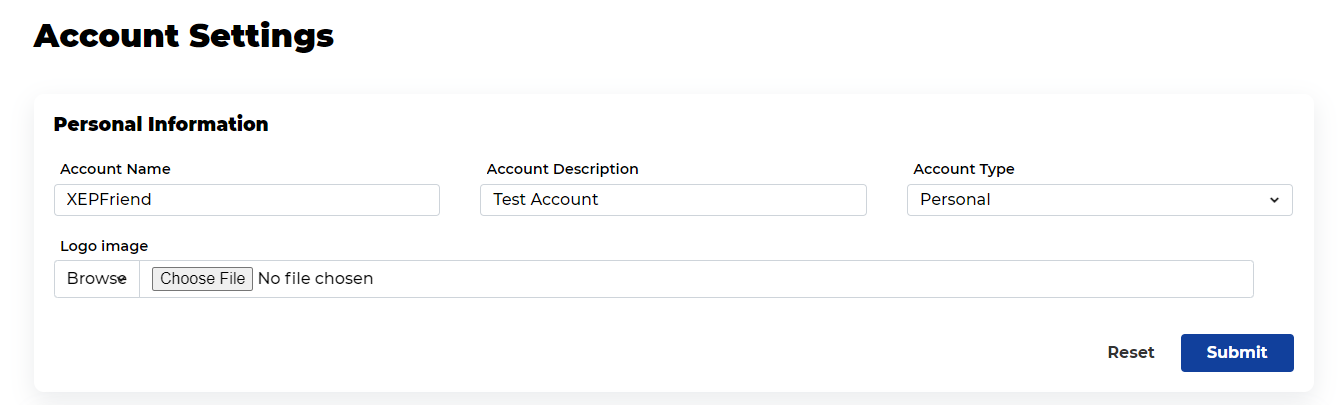 Account Settings
Personal Information
Account Name
Account Description
Account Type
XEPFriend
Test Account
Personal
Logo image
Browse
Choose File No file chosen
Reset
Submit